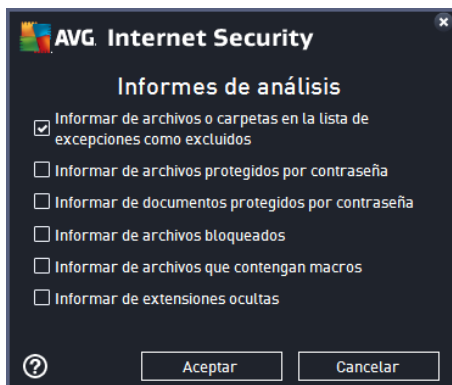 AVG Internet Security
Informes de análisis
Informar de archivos o carpetas en la lista de
excepciones como excluidos
Informar de archivos protegidos por contraseña
Informar de documentos protegidos por contraseña
Informar de archivos bloqueados
Informar de archivos que contengan macros
Informar de extensiones ocultas
Aceptar Cancelar